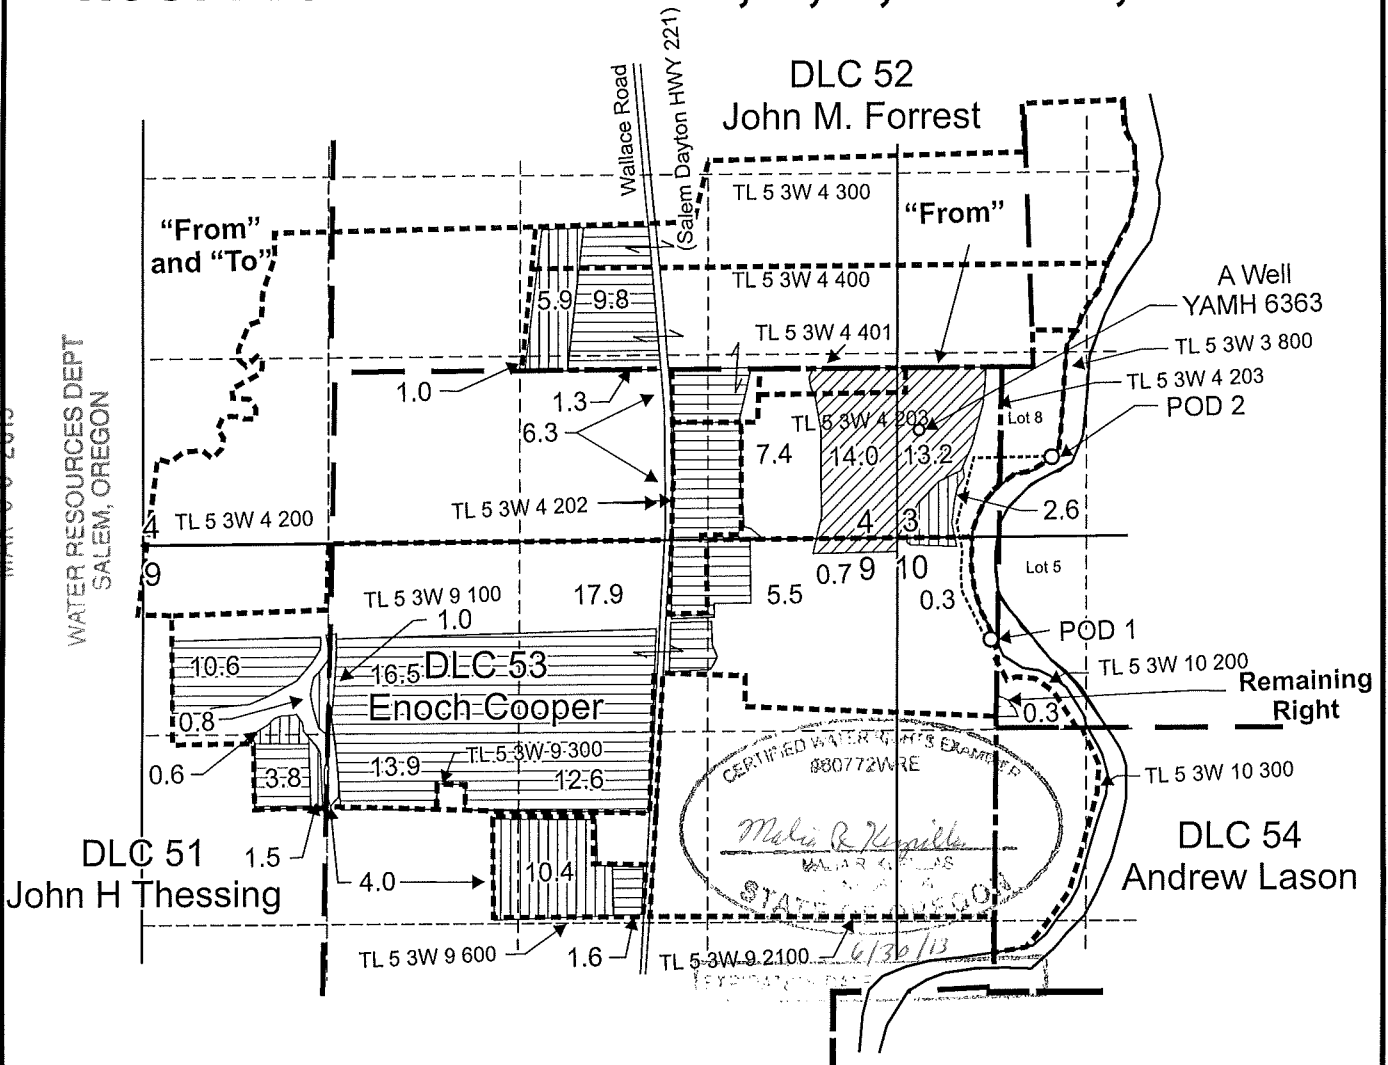 DLC 52
John M. Forrest
Wallace Road
(Salem Dayton HWY 221)
TL 5 3W 4 300
"From"
"From"
and "To"
TL 5 3W 4 400
A Well
YAMH 6363
5.9
9.8
TL 5 3W 4 401
TL 5 3W 3 800
TL 5 3W 4 203
1.0
1.3
POD 2
6.3
TL 5 3W 4 203
Lot 8
7.4
14.0
13.2
WATER RESOURCES DEPT
SALEM, OREGON
TL 5 3W 4 202
2.6
4
TL 5 3W 4 200
4
3
9
0.7
9
10
Lot 5
TL 5 3W 9 100
17.9
5.5
0.3
1.0
POD 1
10.6
16.5
DLC 53
Enoch Cooper
TL 5 3W 10 200
Remaining
Right
0.8
0.3
0.6
3.8
13.9
TL 5 3W 9 300
12.6
CERTIFIED WATER RIGHTS EXAMINER
TL 5 3W 10 300
DLC 51
John H Thessing
1.5
4.0
10.4
STATE OF OREGON
DLC 54
Andrew Lason
TL 5 3W 9 600
1.6
TL 5 3W 9 2100
6/30/13